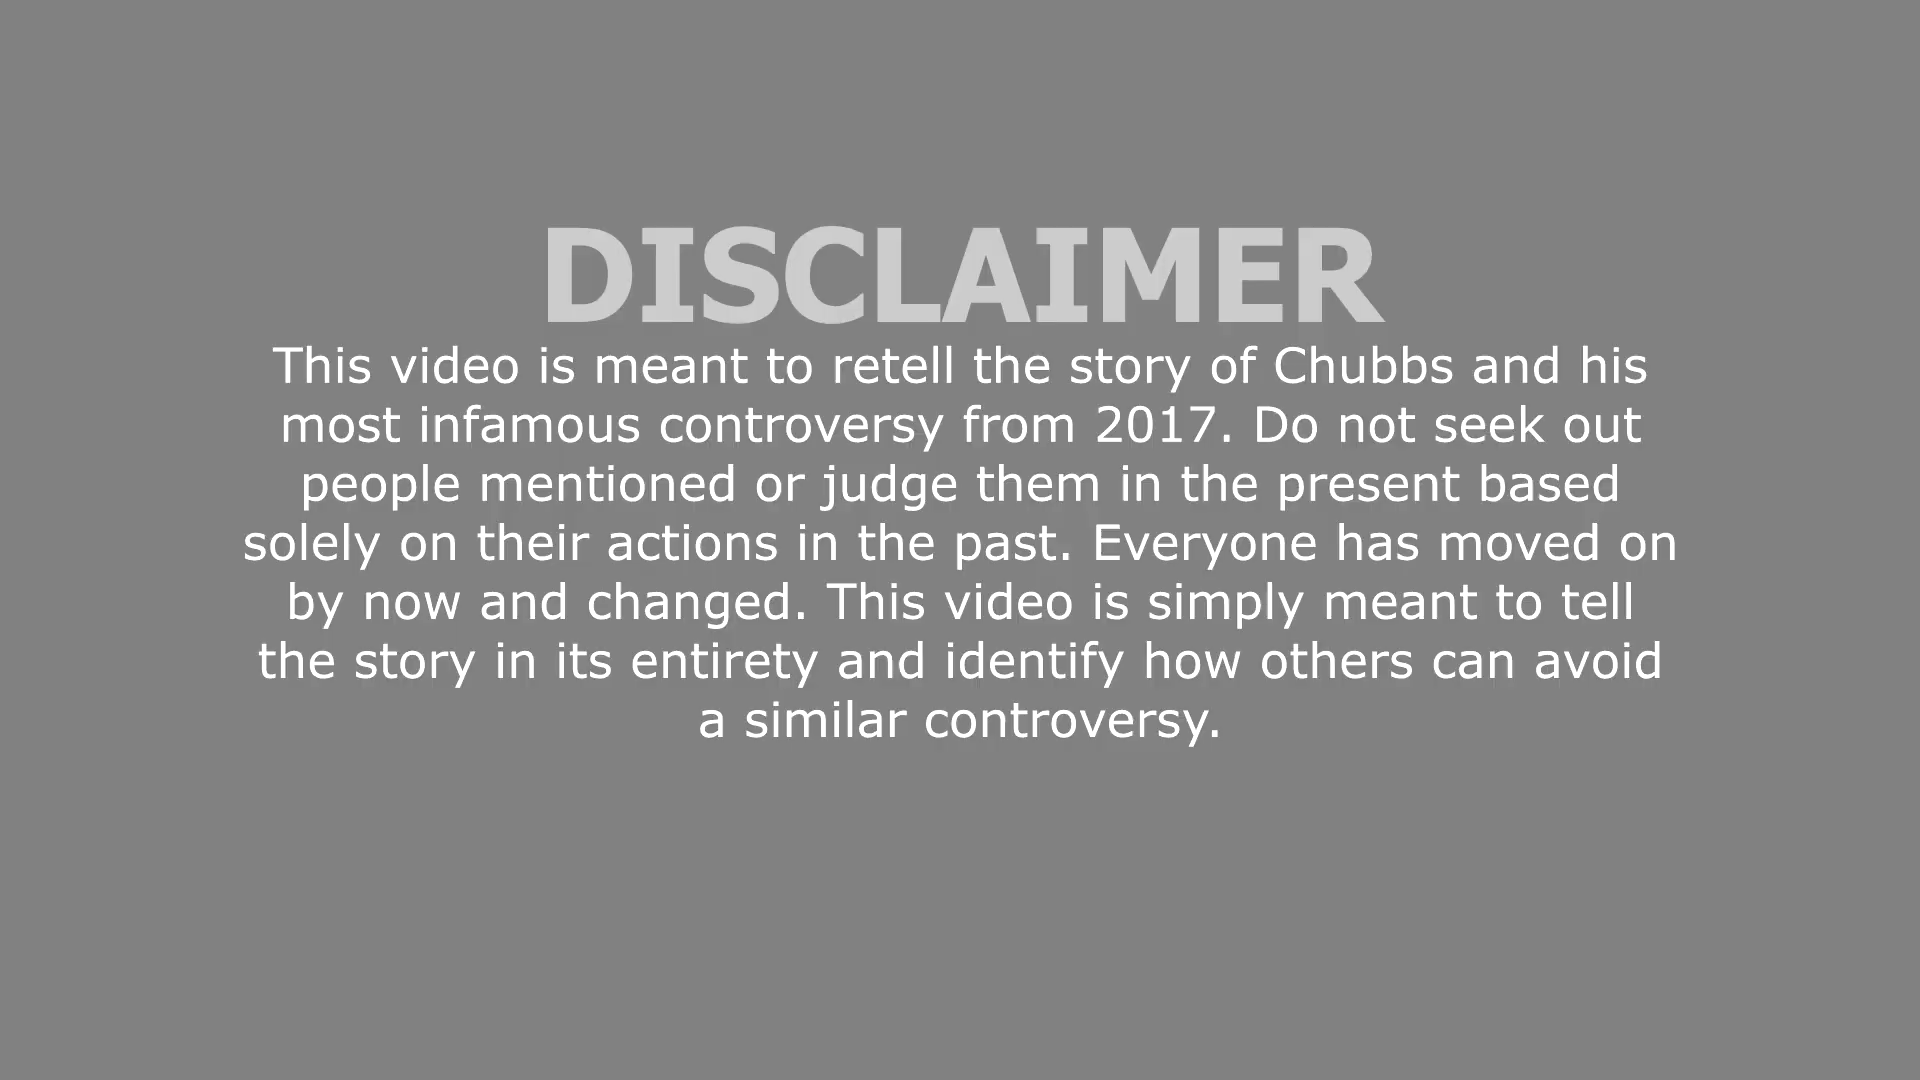 DISCLAIMER
This video is meant to retell the story of Chubbs and his
most infamous controversy from 2017. Do not seek out
people mentioned or judge them in the present based
solely on their actions in the past. Everyone has moved on
by now and changed. This video is simply meant to tell
the story in its entirety and identify how others can avoid
a similar controversy.